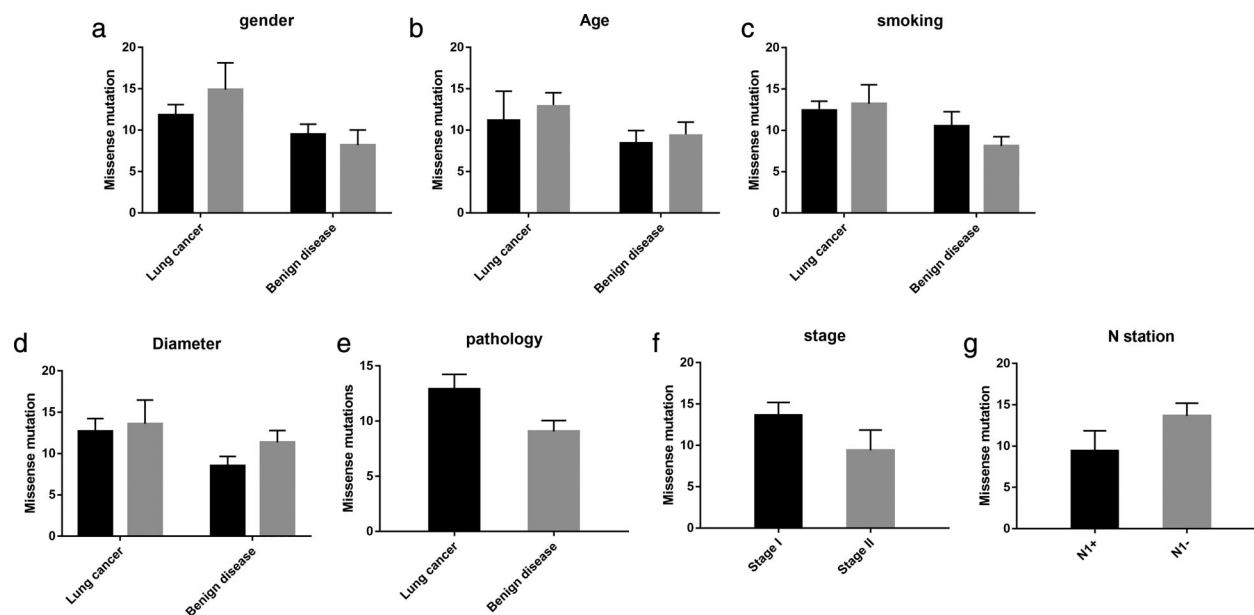 a
gender
Missense mutation
20
15
10
5
0
Lung cancer
Benign disease
b
Age
Missense mutation
20
15
10
5
0
Lung cancer
Benign disease
c
smoking
Missense mutation
20
15
10
5
0
Lung cancer
Benign disease
d
Diameter
Missense mutation
20
15
10
5
0
Lung cancer
Benign disease
e
pathology
Missense mutations
15
10
5
0
Lung cancer
Benign disease
f
stage
Missense mutation
20
15
10
5
0
Stage I
Stage II
g
N station
Missense mutation
20
15
10
5
0
N1+
N1-